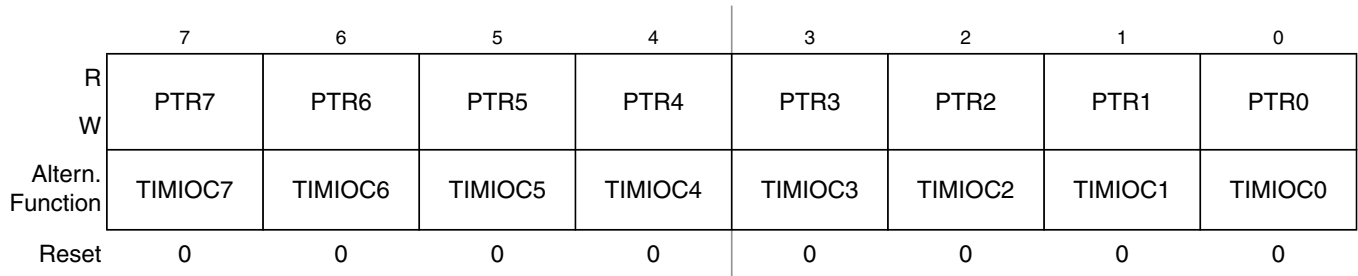 7 6 5 4 3 2 1 0
R
W
PTR7 PTR6 PTR5 PTR4 PTR3 PTR2 PTR1 PTR0
Altern.
Function
TIMIOC7 TIMIOC6 TIMIOC5 TIMIOC4 TIMIOC3 TIMIOC2 TIMIOC1 TIMIOC0
Reset 0 0 0 0 0 0 0 0